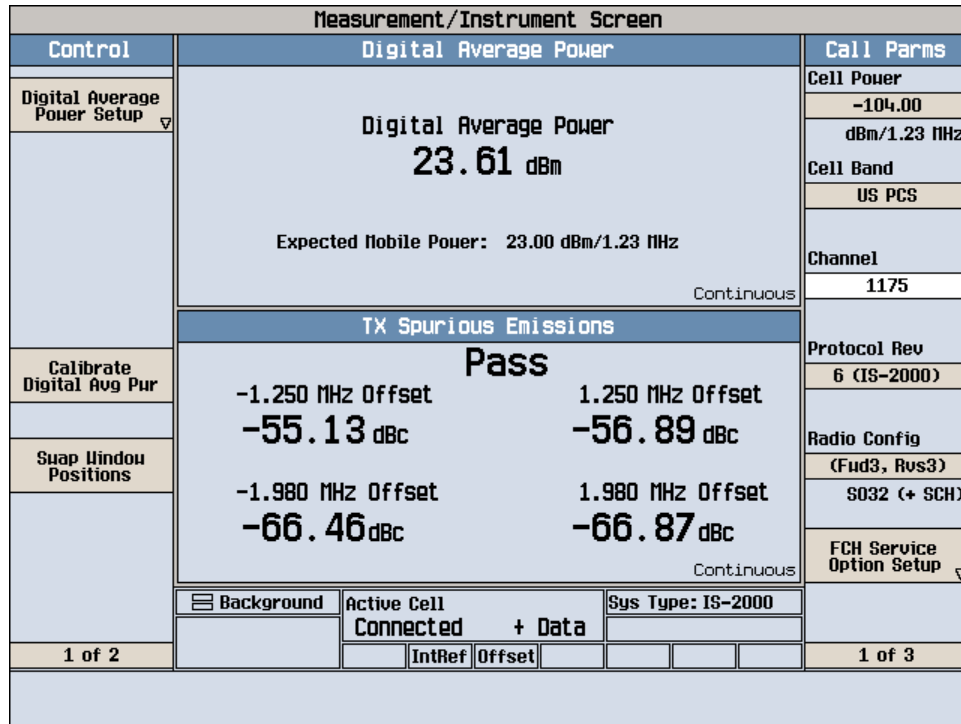 Measurement/Instrument Screen
Control
Digital Average
Power Setup
Calibrate
Digital Avg Pwr
Swap Window
Positions
1 of 2
Digital Average Power
Digital Average Power
23.61 dBm
Expected Mobile Power: 23.00 dBm/1.23 MHz
Continuous
TX Spurious Emissions
Pass
-1.250 MHz Offset 1.250 MHz Offset
-55.13 dBc -56.89 dBc
-1.980 MHz Offset 1.980 MHz Offset
-66.46 dBc -66.87 dBc
Continuous
Background
Active Cell
Connected + Data
Sys Type: IS-2000
IntRef Offset
Call Parms
Cell Power
-104.00
dBm/1.23 MHz
Cell Band
US PCS
Channel
1175
Protocol Rev
6 (IS-2000)
Radio Config
(Fwd3, Rvs3)
SO32 (+ SCH)
FCH Service
Option Setup
1 of 3